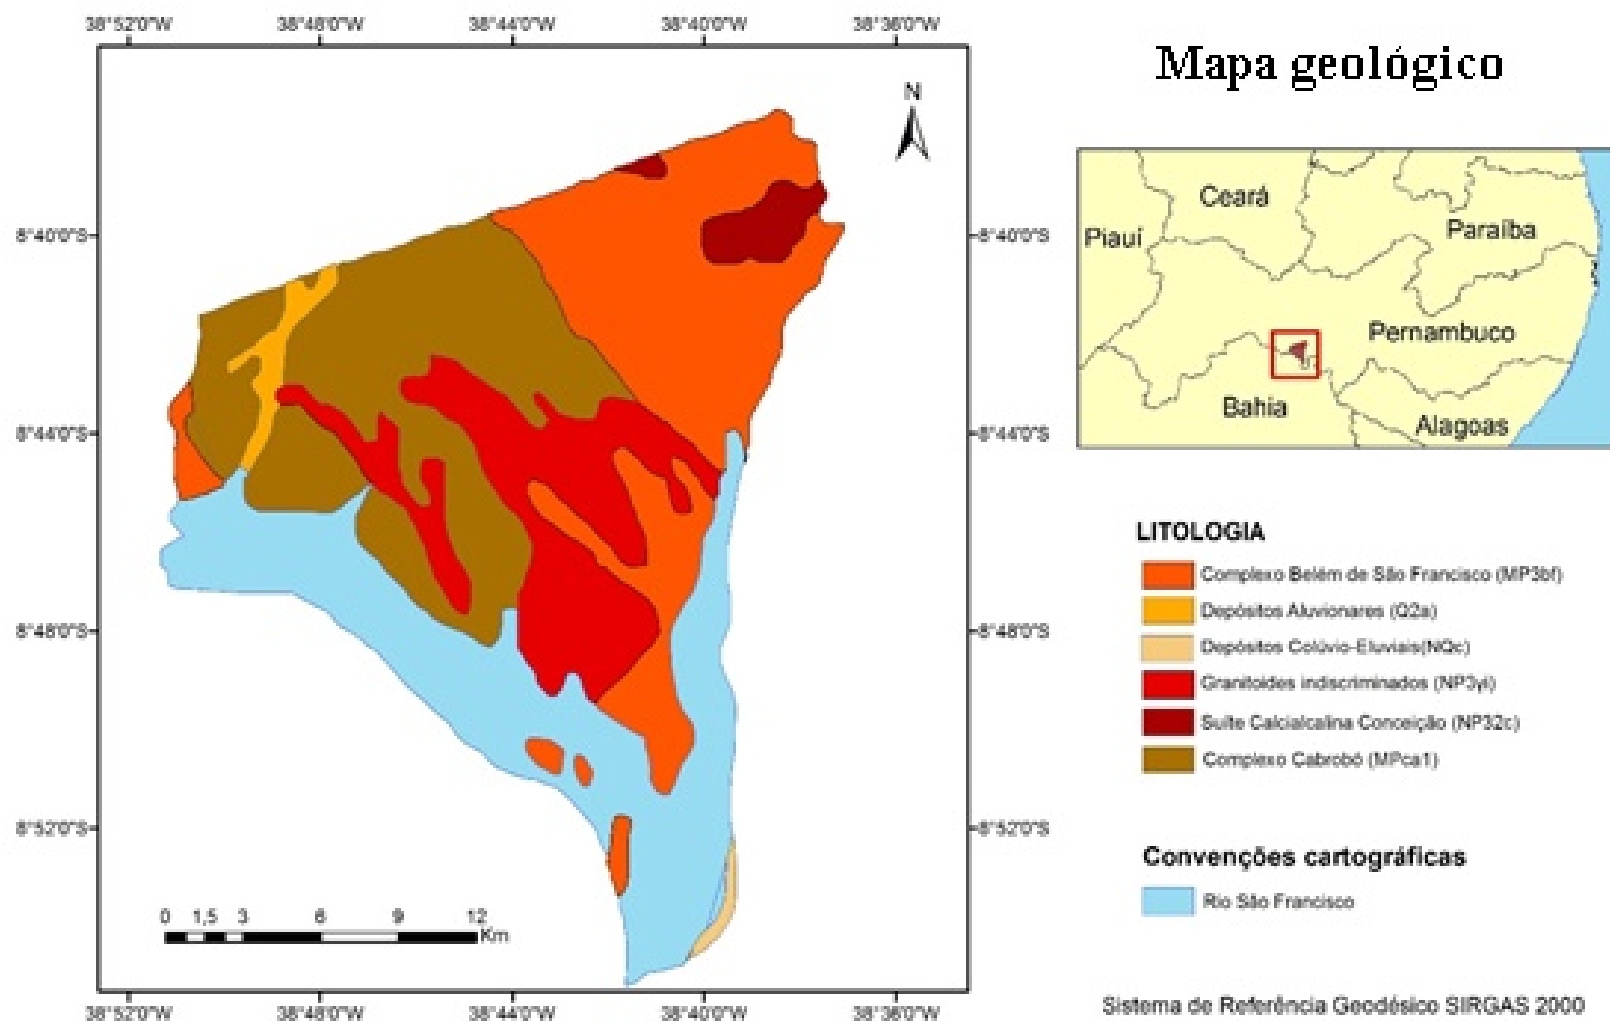 38°52'0"W 38°48'0"W 38°44'0"W 38°40'0"W 38°36'0"W
Mapa geológico
N
8°40'0"S 8°40'0"S
8°44'0"S 8°44'0"S
8°48'0"S 8°48'0"S
8°52'0"S 8°52'0"S
0 1,5 3 6 9 12
Km
38°52'0"W 38°48'0"W 38°44'0"W 38°40'0"W 38°36'0"W
Ceará
Piauí
Paraíba
Pernambuco
Bahia
Alagoas
LITOLOGIA
Complexo Belém de São Francisco (MP3bf)
Depósitos Aluvionares (Q2a)
Depósitos Colúvio-Eluviais(NQc)
Granitoides indiscriminados (NP3γi)
Suíte Calcialcalina Conceição (NP32c)
Complexo Cabrobó (MPca1)
Convenções cartográficas
Rio São Francisco
Sistema de Referência Geodésico SIRGAS 2000